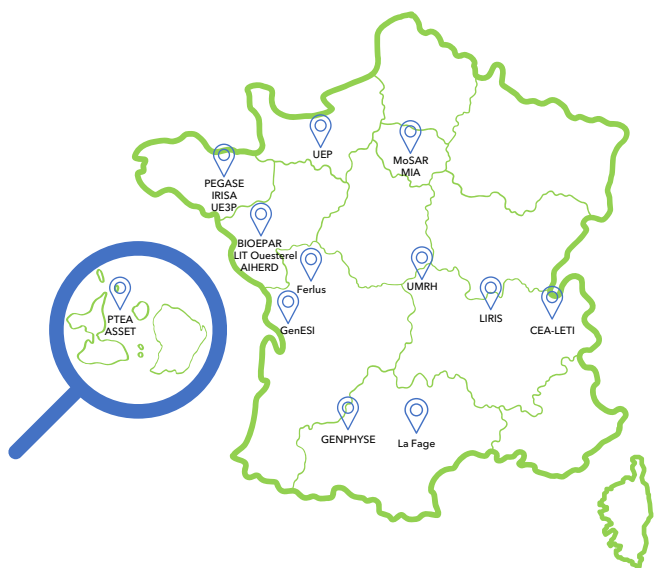 UEP
MoSAR
MIA
PEGASE
IRISA
UE3P
BIOEPAR
LIT Ouesterel
AIHERD
Ferlus
UMRH
LIRIS
CEA-LETI
GenESI
PTEA
ASSET
GENPHYSE
La Fage